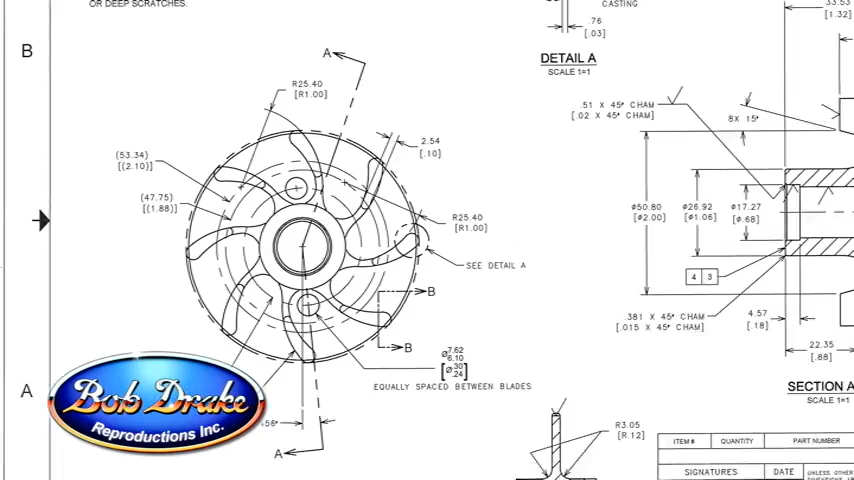 OR DEEP SCRATCHES.
CASTING
33.53
[1.32]
.76
[.03]
B
A
DETAIL A
SCALE 1=1
R25.40
[R1.00]
.51 X 45° CHAM
[.02 X 45° CHAM]
8X 15°
2.54
[.10]
(53.34)
[(2.10)]
(47.75)
[(1.88)]
R25.40
[R1.00]
ø50.80
[ø2.00]
ø26.92
[ø1.06]
ø17.27
[ø.68]
SEE DETAIL A
4 3
B
.381 X 45° CHAM
[.015 X 45° CHAM]
4.57
[.18]
B
22.35
[.88]
ø7.62
6.10
[ø.30
.24]
EQUALLY SPACED BETWEEN BLADES
A
SECTION A
SCALE 1=1
Bob Drake
Reproductions Inc.
56°
A
R3.05
[R.12]
ITEM # QUANTITY PART NUMBER
SIGNATURES DATE UNLESS OTHER